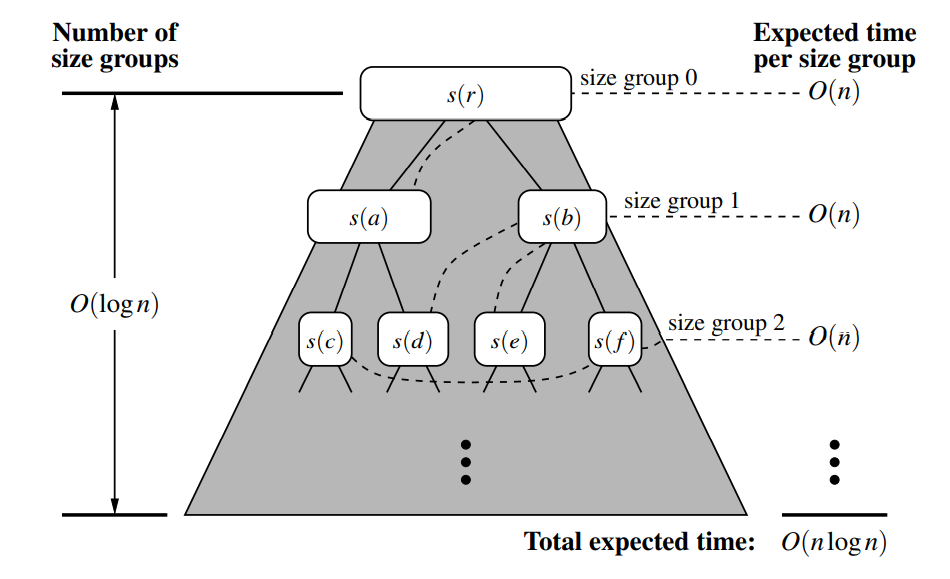 Number of
size groups
Expected time
per size group
s(r)
size group 0
O(n)
s(a)
s(b)
size group 1
O(n)
O(log n)
s(c)
s(d)
s(e)
s(f)
size group 2
O(n̈)
Total expected time: O(n log n)